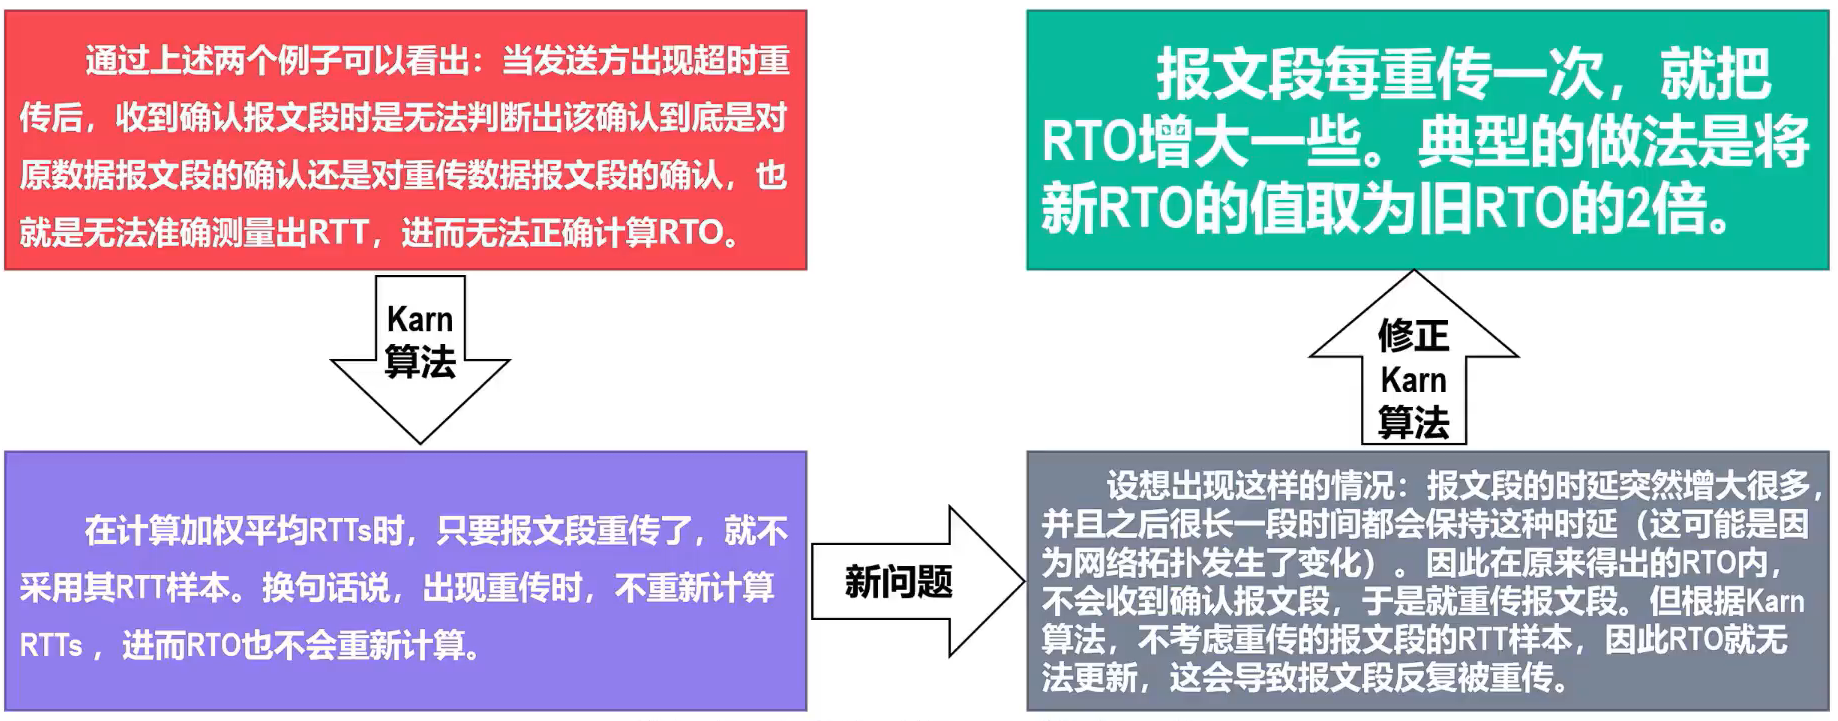 通过上述两个例子可以看出：当发送方出现超时重
传后，收到确认报文段时是无法判断出该确认到底是对
原数据报文段的确认还是对重传数据报文段的确认，也
就是无法准确测量出RTT，进而无法正确计算RTO。
Karn
算法
在计算加权平均RTTs时，只要报文段重传了，就不
采用其RTT样本。换句话说，出现重传时，不重新计算
RTTs，进而RTO也不会重新计算。
新问题
设想出现这样的情况：报文段的时延突然增大很多，
并且之后很长一段时间都会保持这种时延（这可能是因
为网络拓扑发生了变化）。因此在原来得出的RTO内，
不会收到确认报文段，于是就重传报文段。但根据Karn
算法，不考虑重传的报文段的RTT样本，因此RTO就无
法更新，这会导致报文段反复被重传。
修正
Karn
算法
报文段每重传一次，就把
RTO增大一些。典型的做法是将
新RTO的值取为旧RTO的2倍。